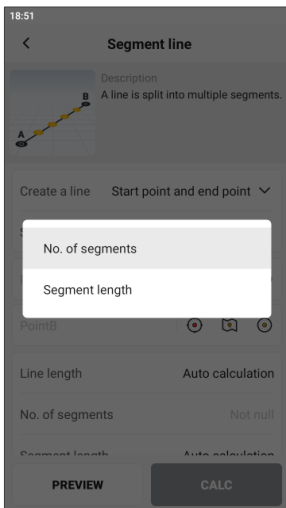 18:51
Segment line
Description
A line is split into multiple segments.
B
A
Create a line Start point and end point
No. of segments
Segment length
PointB
Line length Auto calculation
No. of segments Not null
Segment length Auto calculation
PREVIEW CALC